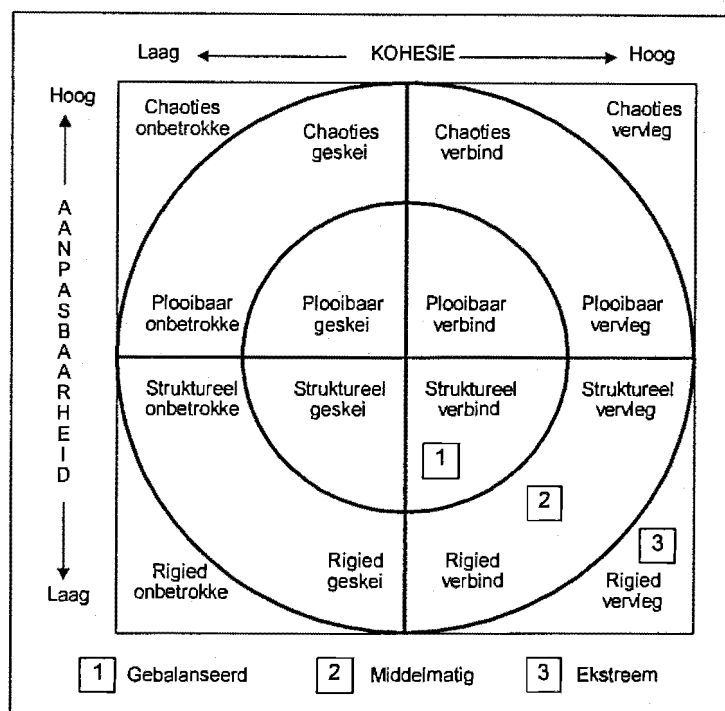 Laag KOHESIE Hoog
Hoog
Chaoties
onbetrokke
Chaoties
geskei
Chaoties
verbind
Chaoties
vervleg
AANPASBAARHEID
Plooibaar
onbetrokke
Plooibaar
geskei
Plooibaar
verbind
Plooibaar
vervleg
Struktureel
onbetrokke
Struktureel
geskei
Struktureel
verbind
Struktureel
vervleg
1
2
3
Rigied
onbetrokke
Rigied
geskei
Rigied
verbind
Rigied
vervleg
Laag
1 Gebalanseerd 2 Middelmatig 3 Ekstreem